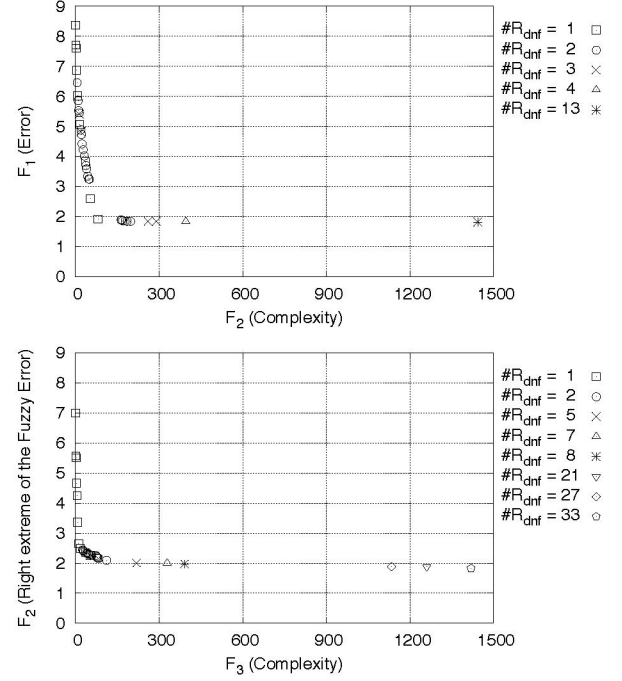 9
8
7
6
5
4
3
2
1
0
F1 (Error)
0 300 600 900 1200 1500
F2 (Complexity)
#Rdnf = 1
#Rdnf = 2
#Rdnf = 3
#Rdnf = 4
#Rdnf = 13
9
8
7
6
5
4
3
2
1
0
F2 (Right extreme of the Fuzzy Error)
0 300 600 900 1200 1500
F3 (Complexity)
#Rdnf = 1
#Rdnf = 2
#Rdnf = 5
#Rdnf = 7
#Rdnf = 8
#Rdnf = 21
#Rdnf = 27
#Rdnf = 33